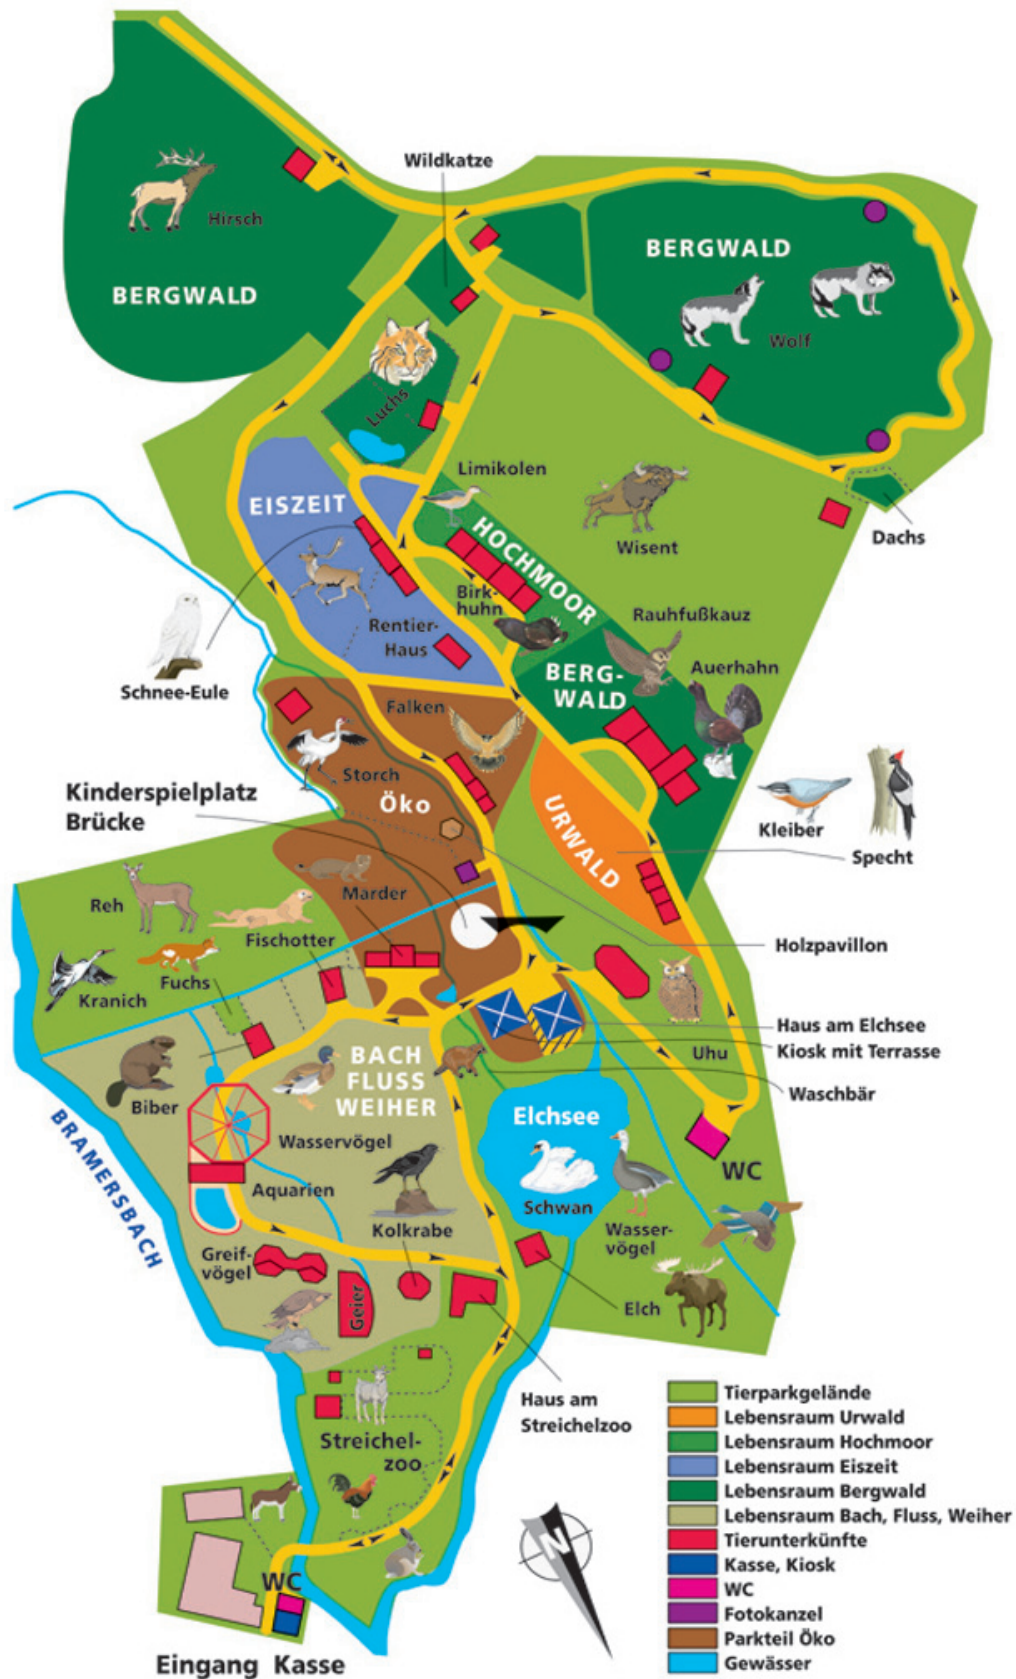 Wildkatze
Hirsch
BERGWALD
BERGWALD
Wolf
Luchs
Limikolen
EISZEIT
HOCHMOOR
Wisent
Dachs
Birk-
huhn
Rauhfußkauz
Rentier-
Haus
Auerhahn
BERG-
WALD
Schnee-Eule
Falken
Storch
Öko
Kinderspielplatz
Brücke
URWALD
Kleiber
Specht
Marder
Reh
Fischotter
Holzpavillon
Fuchs
Kranich
Haus am Elchsee
Kiosk mit Terrasse
Uhu
BACH
FLUSS
WEIHER
Waschbär
Biber
Elchsee
BRAMERSBACH
Wasservögel
WC
Aquarien
Schwan
Kolkrabe
Wasser-
vögel
Greif-
vögel
Geier
Elch
Haus am
Streichelzoo
Streichel-
zoo
WC
N
Eingang Kasse
Tierparkgelände
Lebensraum Urwald
Lebensraum Hochmoor
Lebensraum Eiszeit
Lebensraum Bergwald
Lebensraum Bach, Fluss, Weiher
Tierunterkünfte
Kasse, Kiosk
WC
Fotokanzel
Parkteil Öko
Gewässer